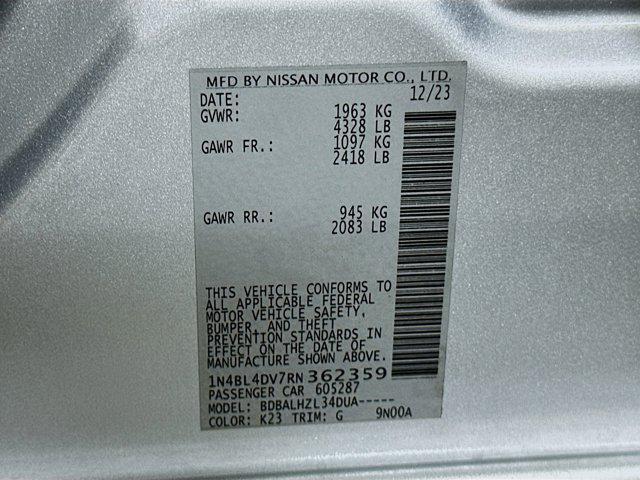 MFD BY NISSAN MOTOR CO., LTD.
DATE: 12/23
GVWR: 1963 KG
4328 LB
GAWR FR.: 1097 KG
2418 LB
GAWR RR.: 945 KG
2083 LB
THIS VEHICLE CONFORMS TO
ALL APPLICABLE FEDERAL
MOTOR VEHICLE SAFETY,
BUMPER, AND THEFT
PREVENTION STANDARDS IN
EFFECT ON THE DATE OF
MANUFACTURE SHOWN ABOVE.
1N4BL4DV7RN362359
PASSENGER CAR 605287
MODEL: BDBALHZL34DUA-----
COLOR: K23 TRIM: G 9N00A